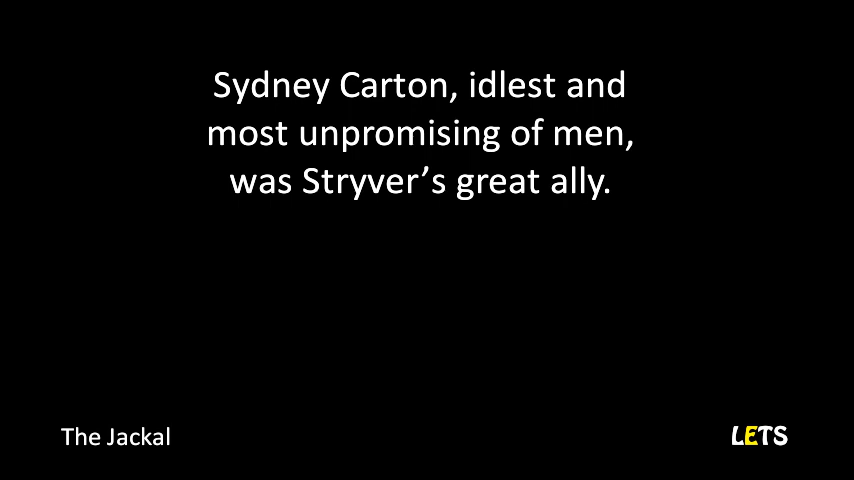 Sydney Carton, idlest and
most unpromising of men,
was Stryver’s great ally.
The Jackal
LETS